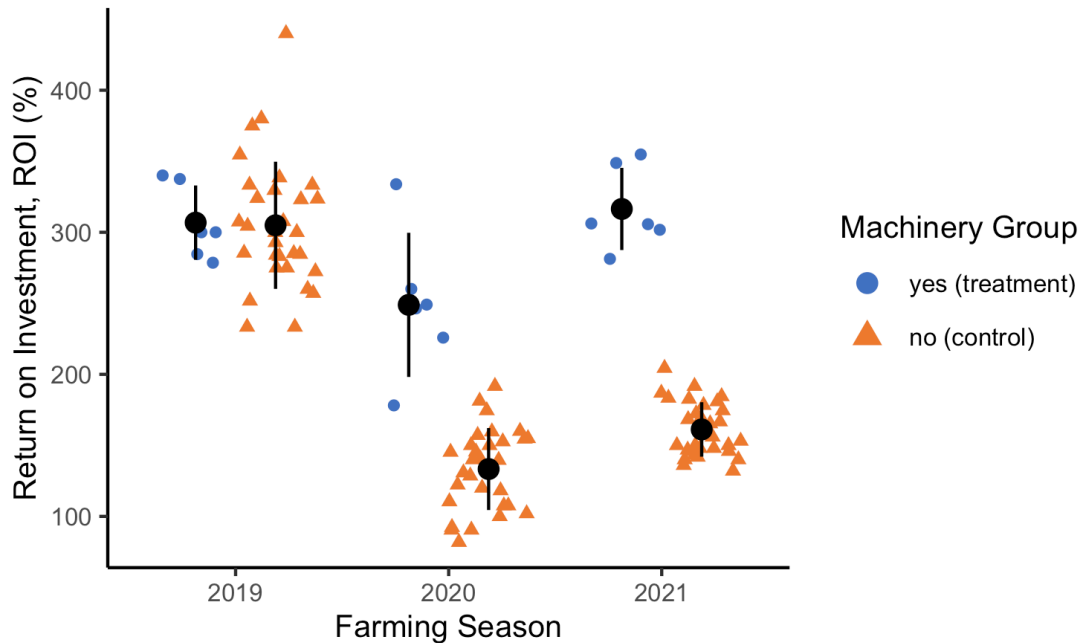 Return on Investment, ROI (%)
400
300
200
100
2019
2020
2021
Farming Season
Machinery Group
yes (treatment)
no (control)